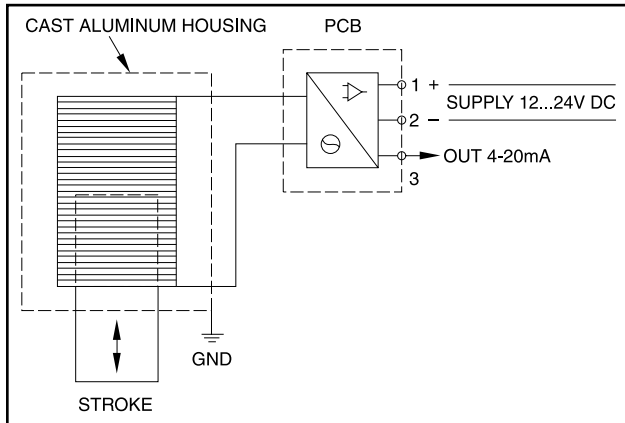 CAST ALUMINUM HOUSING
PCB
1 +
SUPPLY 12...24V DC
2 –
OUT 4-20mA
3
GND
STROKE